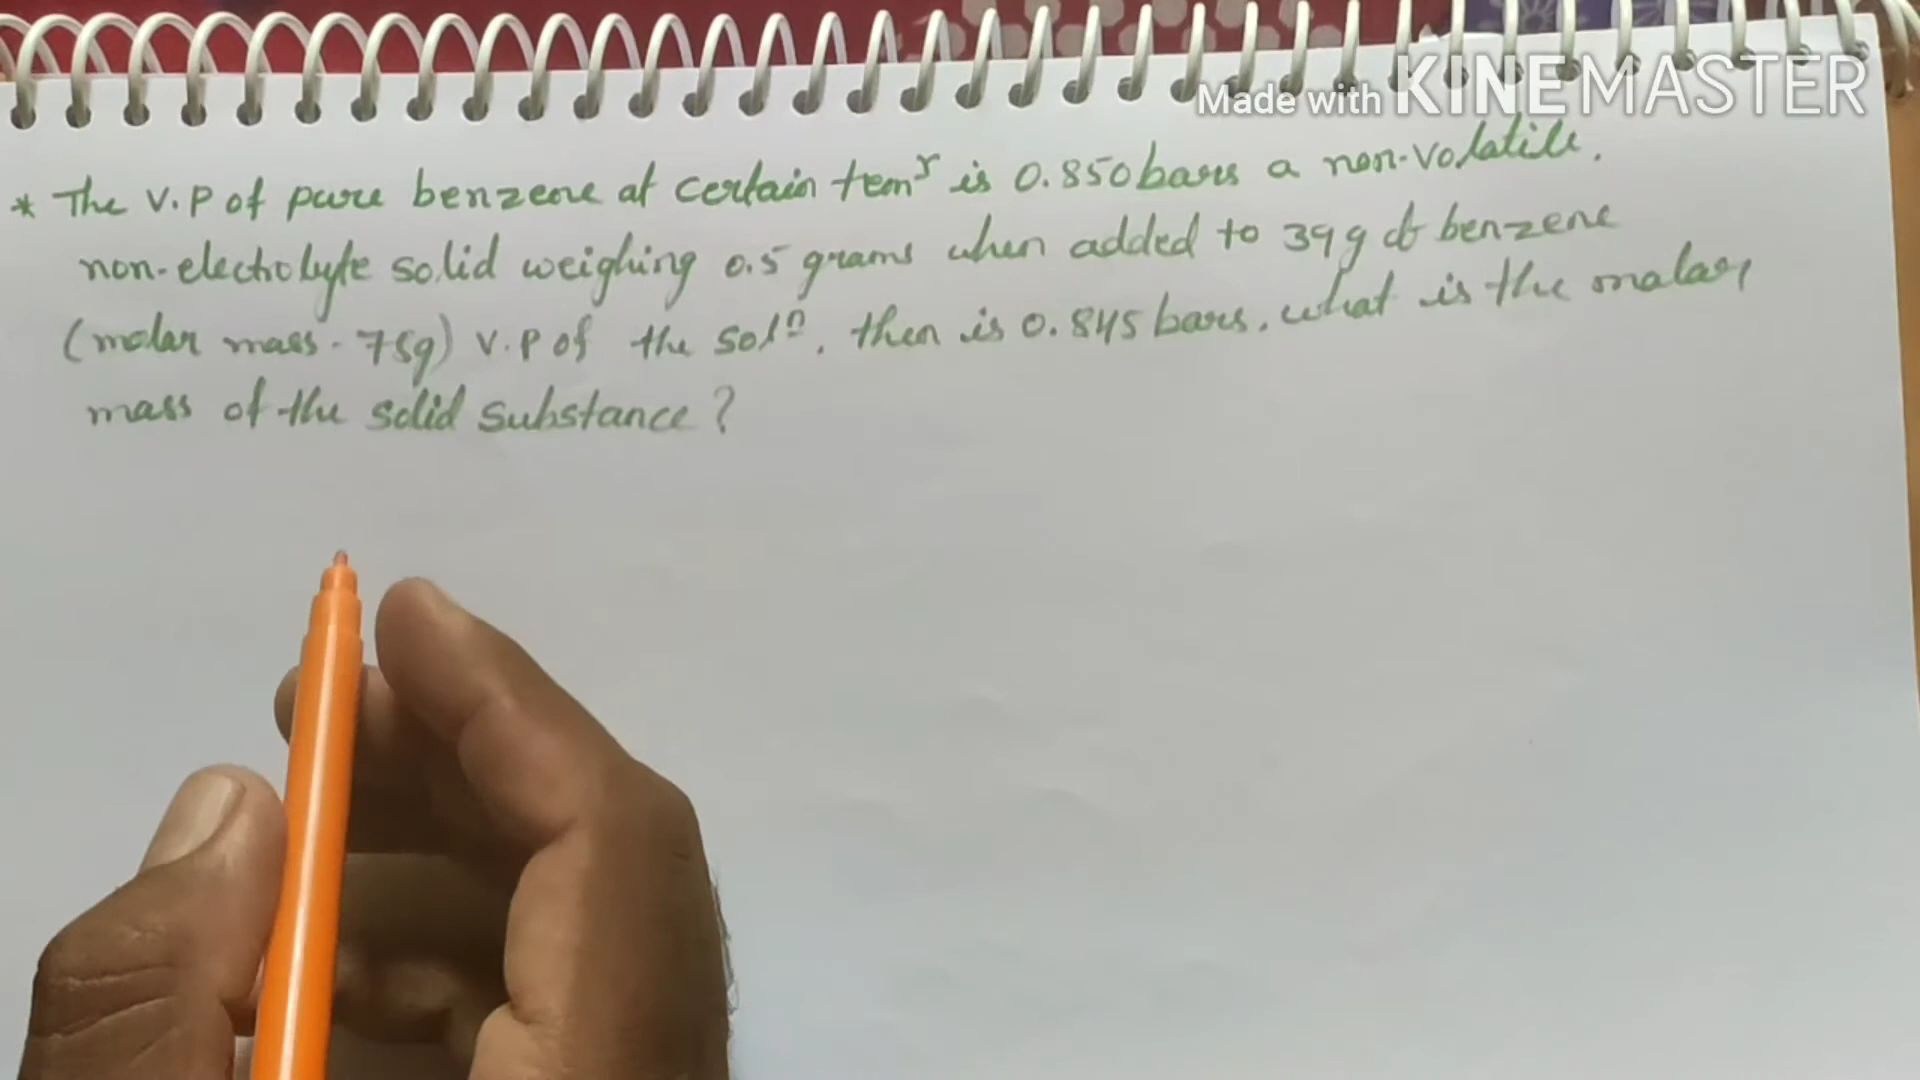 Made with KINEMASTER
* The V.P of pure benzene at certain temʳ is 0.850 bars a non-volatile.
non-electrolyte solid weighing 0.5 grams when added to 39 g of benzene
(molar mass - 78g) V.P of the solⁿ. then is 0.845 bars. what is the molar
mass of the solid substance?